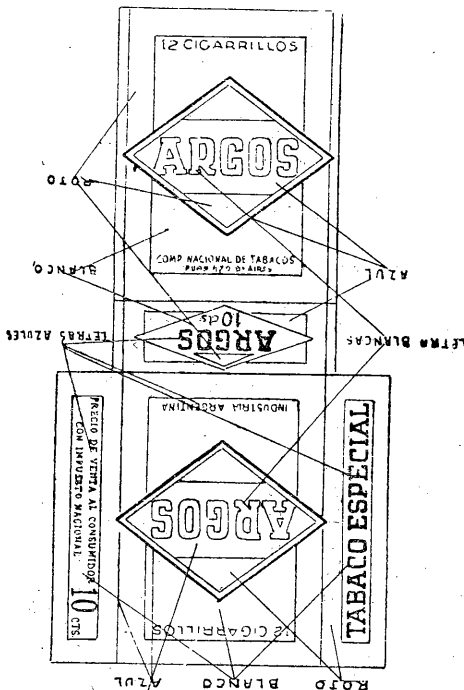 12 CIGARRILLOS
ARGOS
ROJO
COMP NACIONAL DE TABACOS
BLANCO,
AZUL
10 cts
ARGOS
LETRAS AZULES
LETRA BLANCAS
INDUSTRIA ARGENTINA
PRECIO DE VENTA AL CONSUMIDOR
CON IMPUESTO NACIONAL
10 CTS
ARGOS
TABACO ESPECIAL
12 CIGARRILLOS
AZUL
BLANCO
ROJO